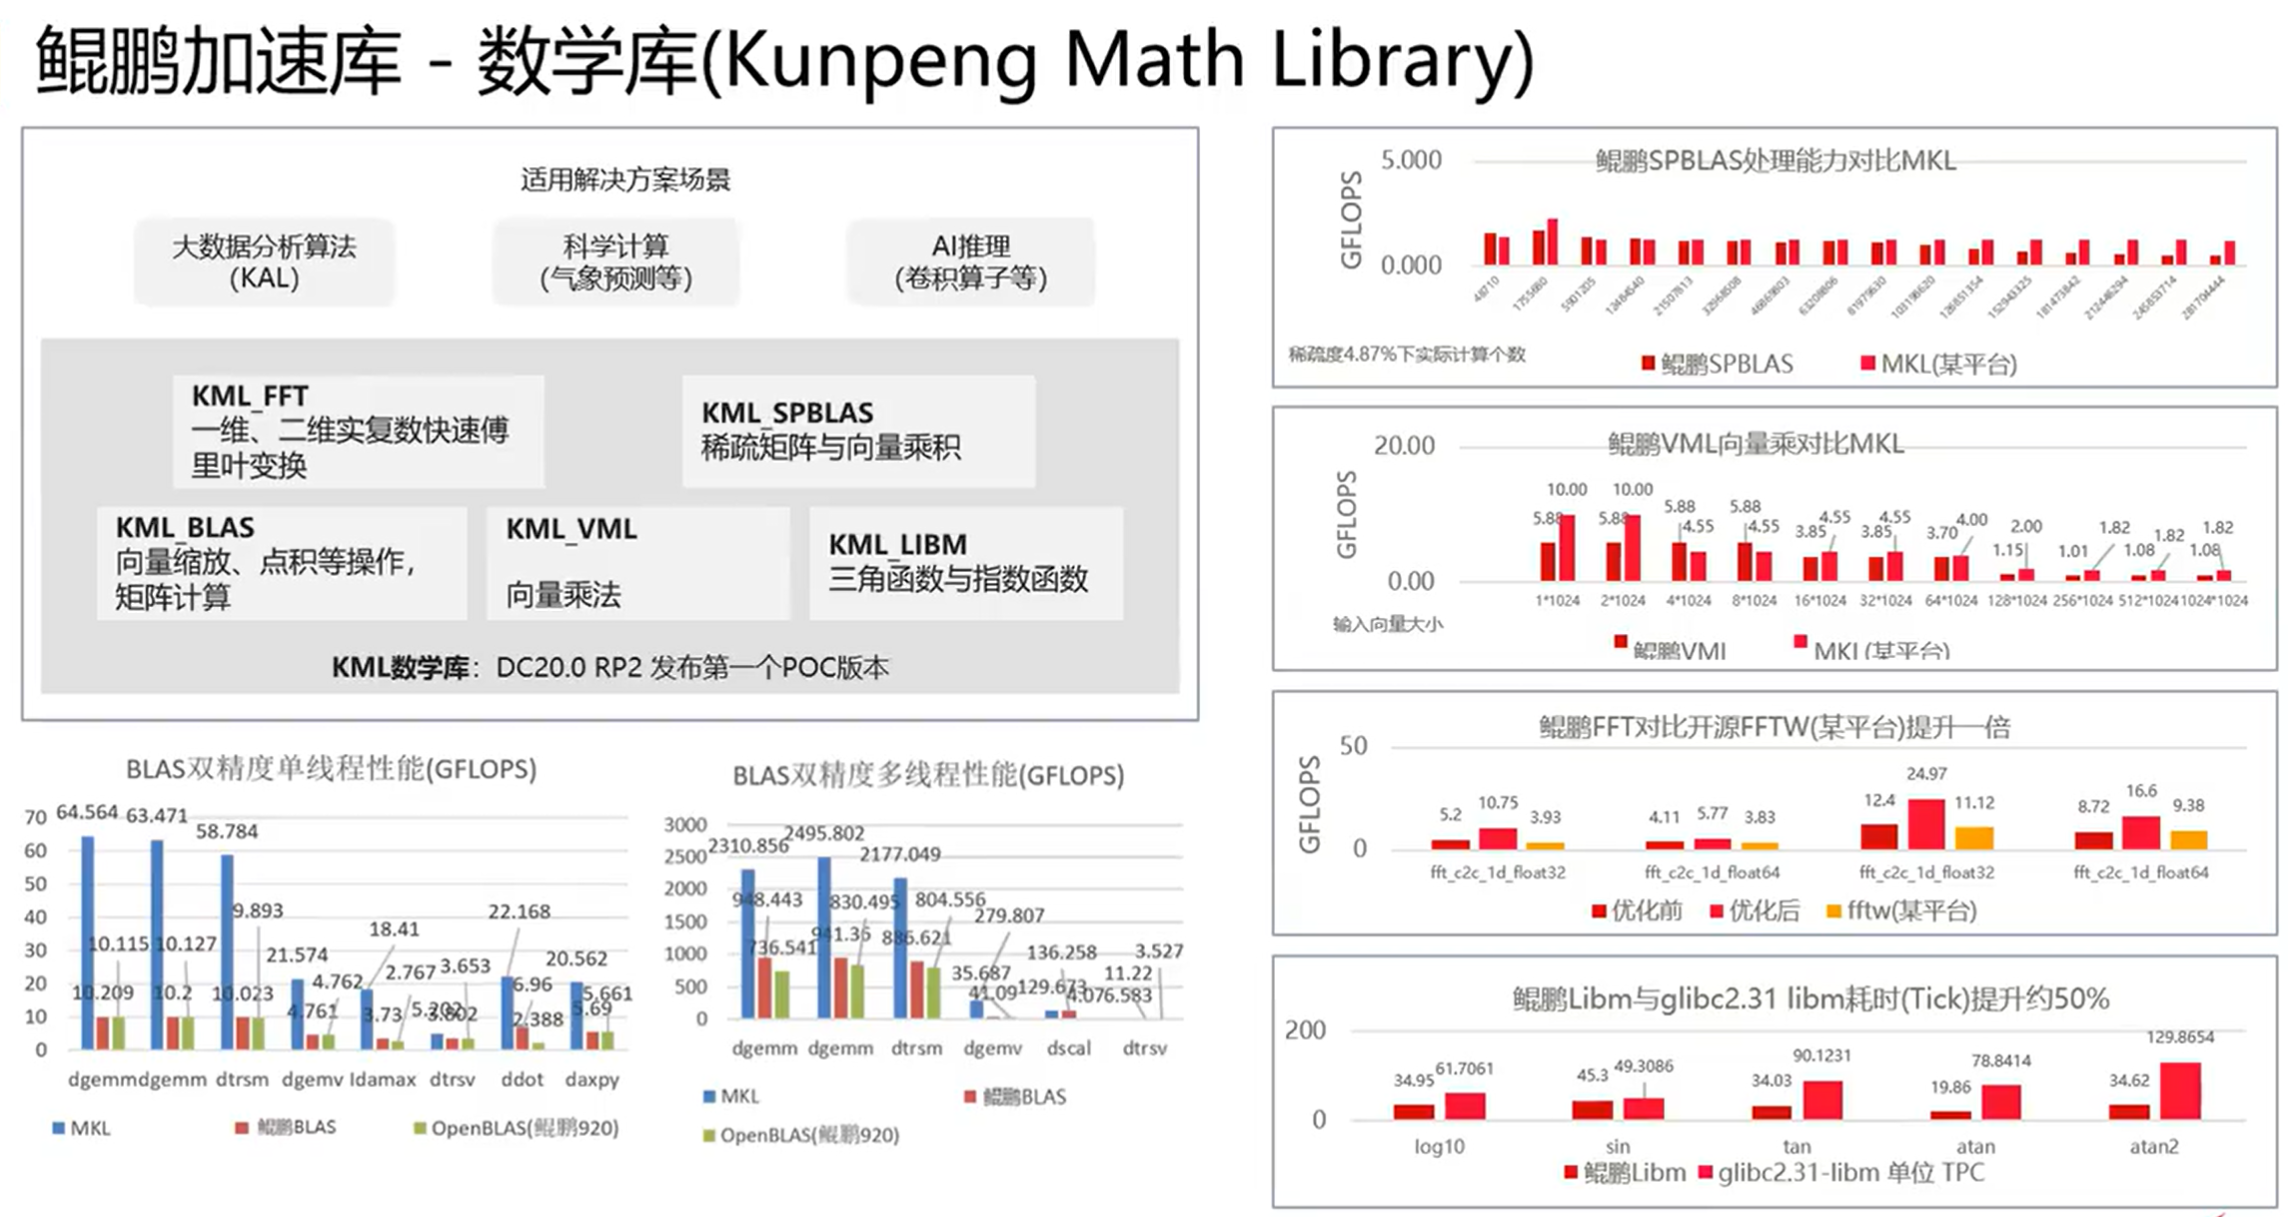 鲲鹏加速库 - 数学库(Kunpeng Math Library)
适用解决方案场景
大数据分析算法
(KAL)
科学计算
(气象预测等)
AI推理
(卷积算子等)
KML_FFT
一维、二维实复数快速傅
里叶变换
KML_SPBLAS
稀疏矩阵与向量乘积
KML_BLAS
向量缩放、点积等操作，
矩阵计算
KML_VML
向量乘法
KML_LIBM
三角函数与指数函数
KML数学库：DC20.0 RP2 发布第一个POC版本
BLAS双精度单线程性能(GFLOPS)
70
60
50
40
30
20
10
0
64.564
63.471
58.784
9.893
10.115
10.127
10.209
10.2
10.023
21.574
4.762
4.761
18.41
2.767
3.73
3.653
5.202
3.802
22.168
6.96
2.388
20.562
5.661
5.69
dgemm dgemm dtrsm dgemv Idamax dtrsv ddot daxpy
MKL 鲲鹏BLAS OpenBLAS(鲲鹏920)
BLAS双精度多线程性能(GFLOPS)
3000
2500
2000
1500
1000
500
0
2310.856
2495.802
2177.049
948.443
830.495
804.556
736.541
941.35
886.621
279.807
35.687
41.09
136.258
129.673
3.527
11.22
dgemm dgemm dtrsm dgemv dscal dtrsv
MKL 鲲鹏BLAS
OpenBLAS(鲲鹏920)
鲲鹏SPBLAS处理能力对比MKL
GFLOPS
5.000
0.000
48710 1755680 5901205 12484540 21507813 32968508 46869803 63208806 81979630 103198620 126851354 152943325 181473842 212446294 245853714 281704444
稀疏度4.87%下实际计算个数
鲲鹏SPBLAS MKL(某平台)
鲲鹏VML向量乘对比MKL
GFLOPS
20.00
0.00
5.88 10.00 5.88 10.00 5.88 4.55 5.88 4.55 3.85 4.55 3.85 4.55 3.70 4.00 1.15 2.00 1.01 1.82 1.08 1.82 1.08 1.82
1*1024 2*1024 4*1024 8*1024 16*1024 32*1024 64*1024 128*1024 256*1024 512*1024 1024*1024
输入向量大小
鲲鹏VML MKL(某平台)
鲲鹏FFT对比开源FFTW(某平台)提升一倍
GFLOPS
50
0
5.2 10.75 3.93 4.11 5.77 3.83 12.4 24.97 11.12 8.72 16.6 9.38
fft_c2c_1d_float32 fft_c2c_1d_float64 fft_c2c_1d_float32 fft_c2c_1d_float64
优化前 优化后 fftw(某平台)
鲲鹏Libm与glibc2.31 libm耗时(Tick)提升约50%
200
0
34.95 61.7061 45.3 49.3086 34.03 90.1231 19.86 78.8414 34.62 129.8654
log10 sin tan atan atan2
鲲鹏Libm glibc2.31-libm 单位 TPC